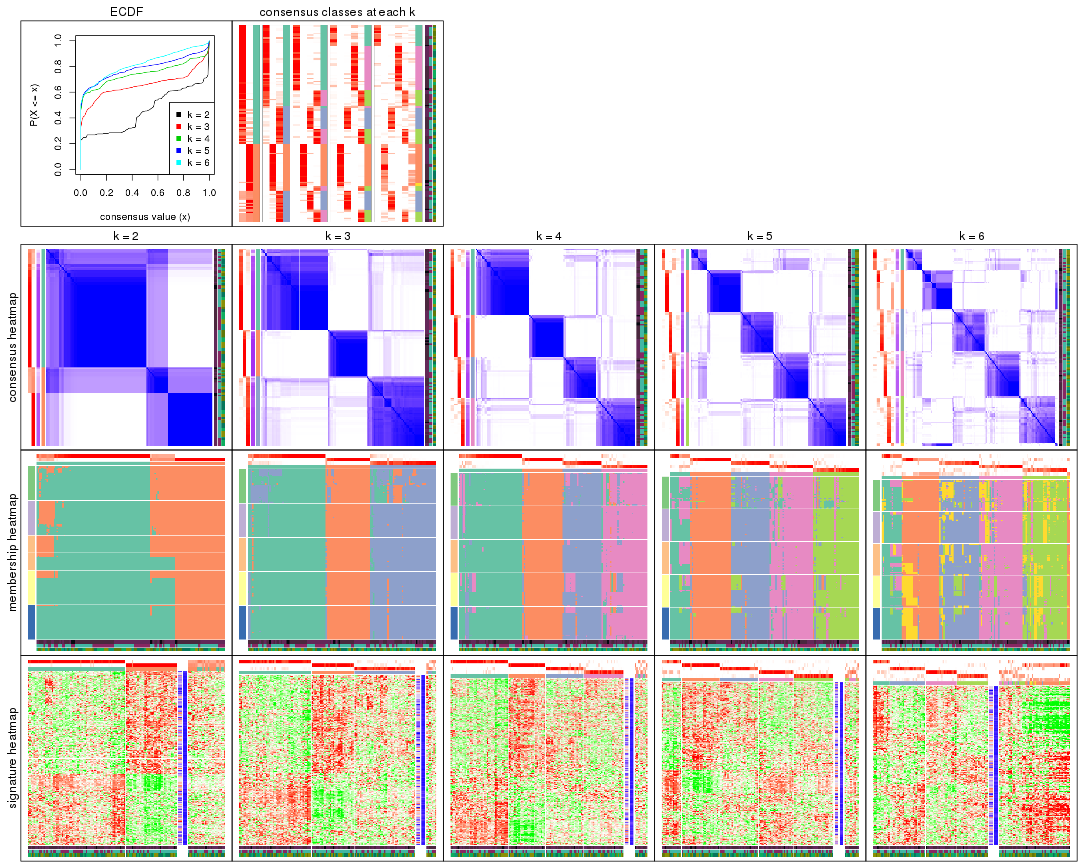 ECDF
consensus classes at each k
P(X <= x)
0.0 0.2 0.4 0.6 0.8 1.0
k = 2
k = 3
k = 4
k = 5
k = 6
0.0 0.2 0.4 0.6 0.8 1.0
consensus value (x)
k = 2 k = 3 k = 4 k = 5 k = 6
consensus heatmap
membership heatmap
signature heatmap